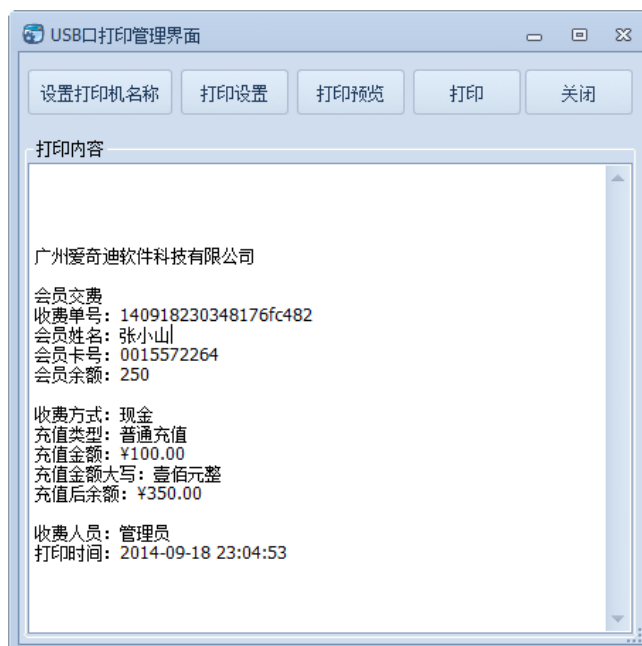 USB口打印管理界面
设置打印机名称 打印设置 打印预览 打印 关闭
打印内容
广州爱奇迪软件科技有限公司
会员交费
收费单号：140918230348176fc482
会员姓名：张小山
会员卡号：0015572264
会员余额：250
收费方式：现金
充值类型：普通充值
充值金额：¥100.00
充值金额大写：壹佰元整
充值后余额：¥350.00
收费人员：管理员
打印时间：2014-09-18 23:04:53